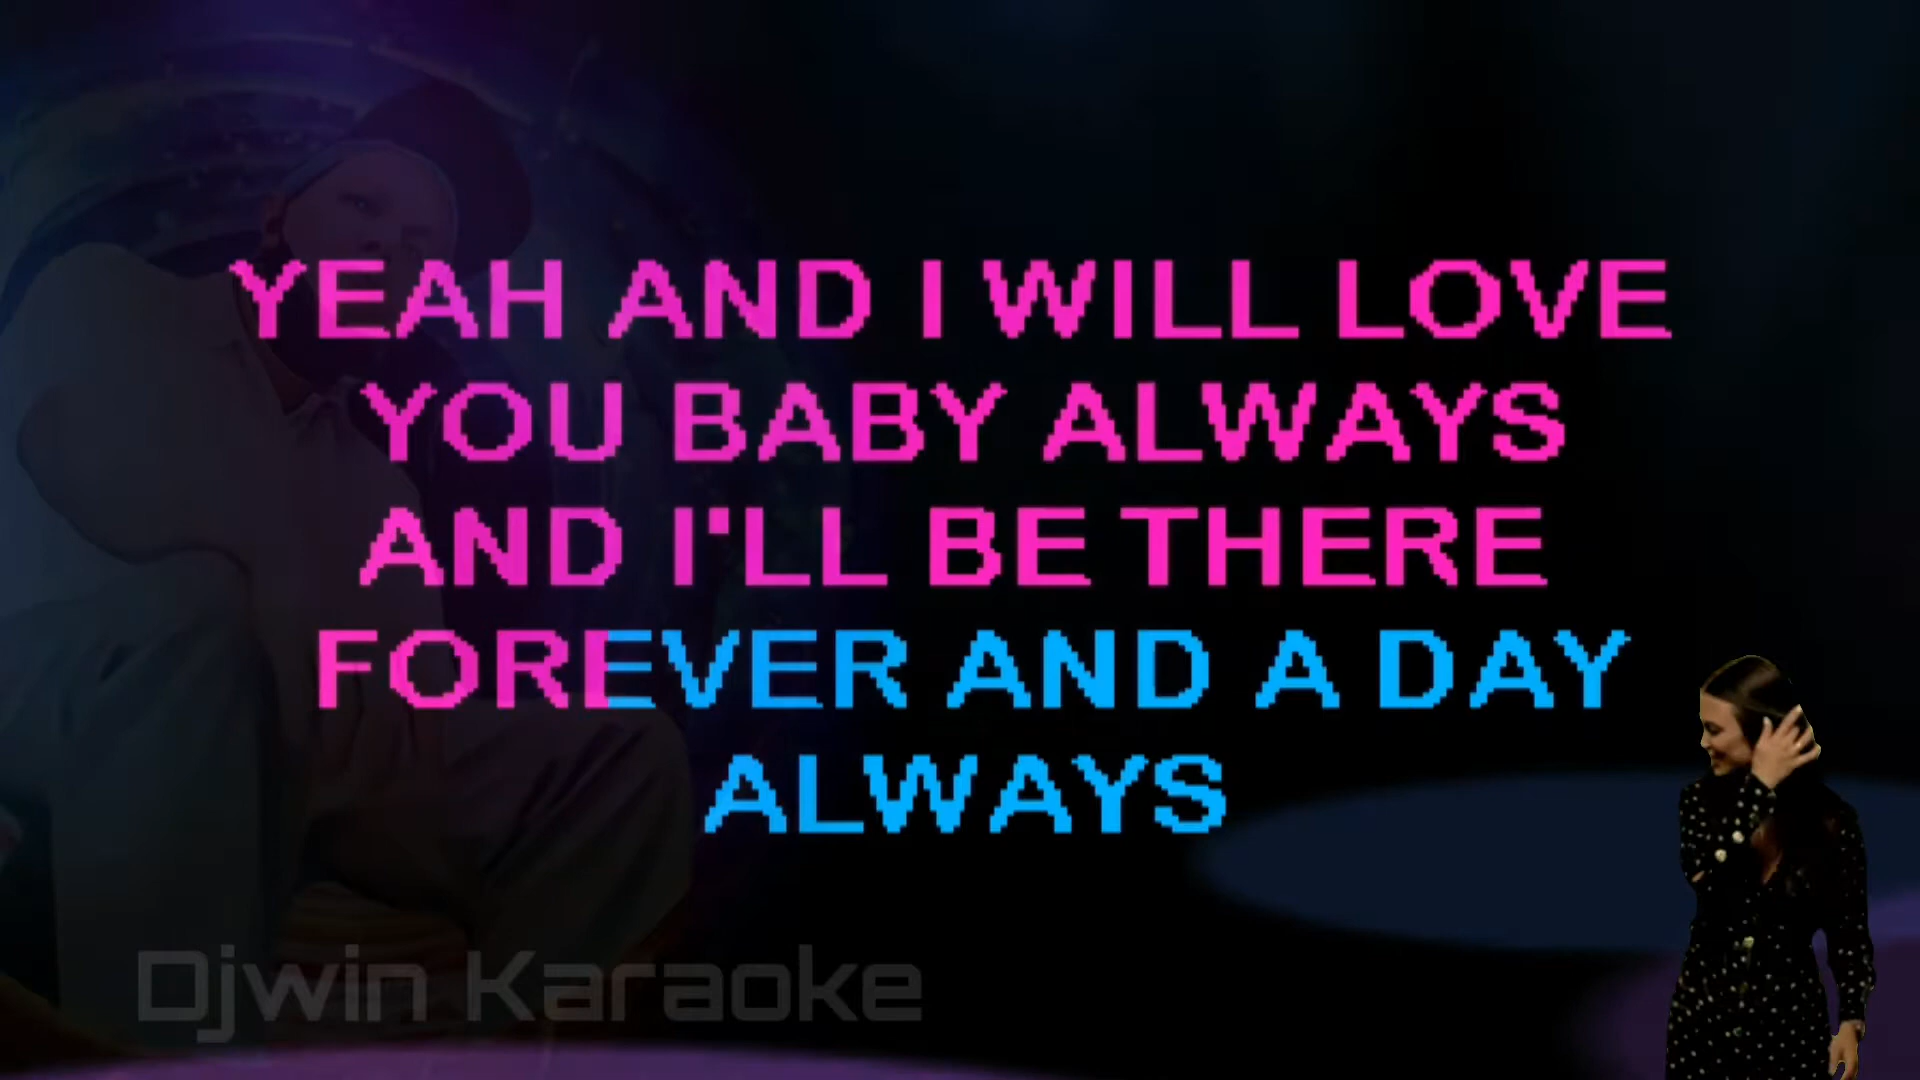 YEAH AND I WILL LOVE
YOU BABY ALWAYS
AND I'LL BE THERE
FOREVER AND A DAY
ALWAYS
Djwin Karaoke